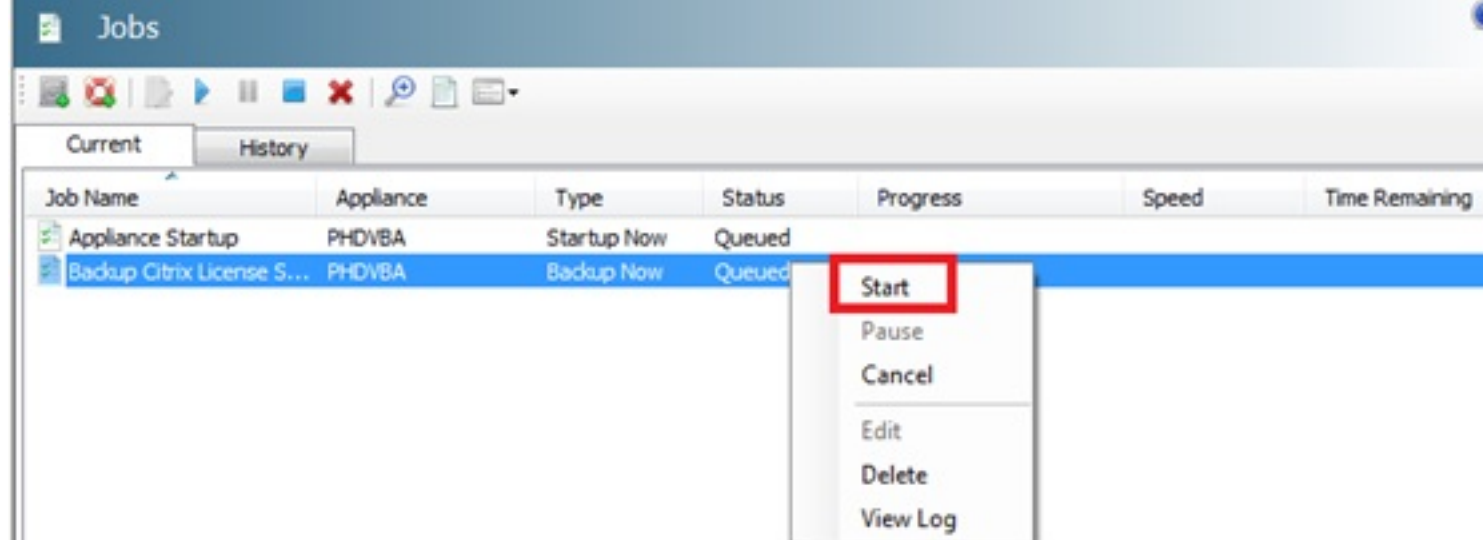 Jobs
Current History
Job Name Appliance Type Status Progress Speed Time Remaining
Appliance Startup PHDVBA Startup Now Queued
Backup Citrix License S... PHDVBA Backup Now Queued
Start
Pause
Cancel
Edit
Delete
View Log